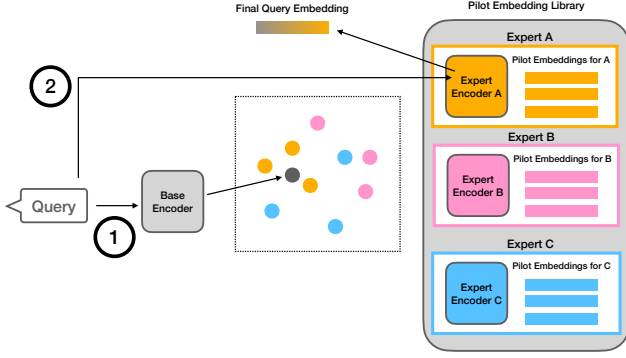 Final Query Embedding
Pilot Embedding Library
Expert A
Pilot Embeddings for A
Expert
Encoder A
2
Expert B
Pilot Embeddings for B
Expert
Encoder B
Query
1
Base
Encoder
Expert C
Pilot Embeddings for C
Expert
Encoder C